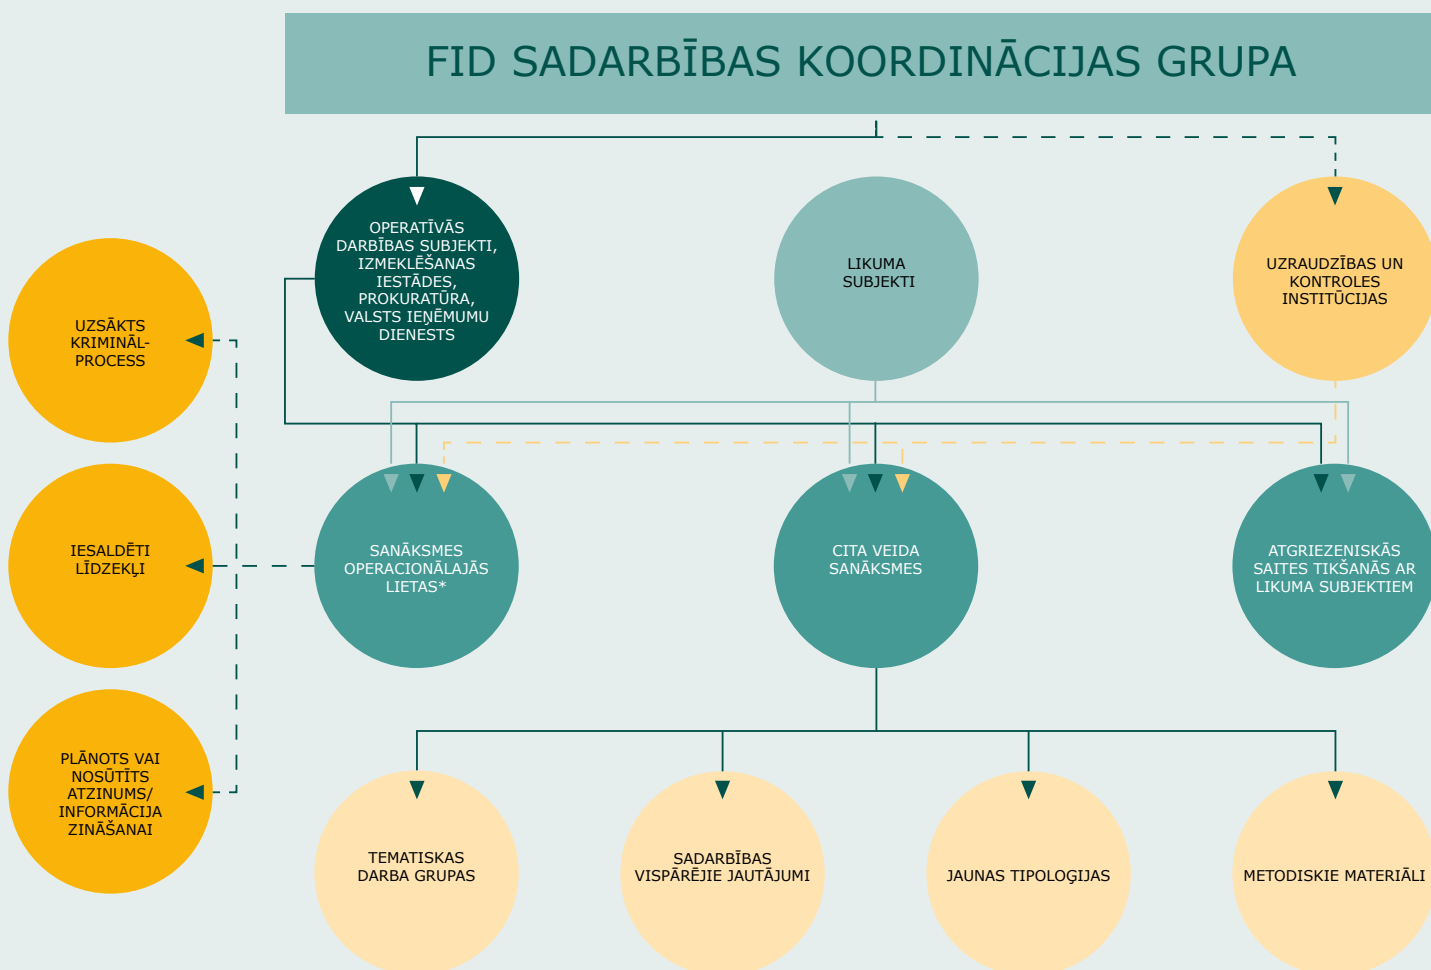 FID SADARBĪBAS KOORDINĀCIJAS GRUPA
OPERATĪVĀS
DARBĪBAS SUBJEKTI,
IZMEKLĒŠANAS
IESTĀDES,
PROKURATŪRA,
VALSTS IEŅĒMUMU
DIENESTS
LIKUMA
SUBJEKTI
UZRAUDZĪBAS UN
KONTROLES
INSTITŪCIJAS
UZSĀKTS
KRIMINĀL-
PROCESS
IESALDĒTI
LĪDZEKĻI
PLĀNOTS VAI
NOSŪTĪTS
ATZINUMS/
INFORMĀCIJA
ZINĀŠANAI
SANĀKSMES
OPERACIONĀLAJĀS
LIETAS*
CITA VEIDA
SANĀKSMES
ATGRIEZENISKĀS
SAITES TIKŠANĀS AR
LIKUMA SUBJEKTIEM
TEMATISKAS
DARBA GRUPAS
SADARBĪBAS
VISPĀRĒJIE JAUTĀJUMI
JAUNAS TIPOLOĢIJAS
METODISKIE MATERIĀLI